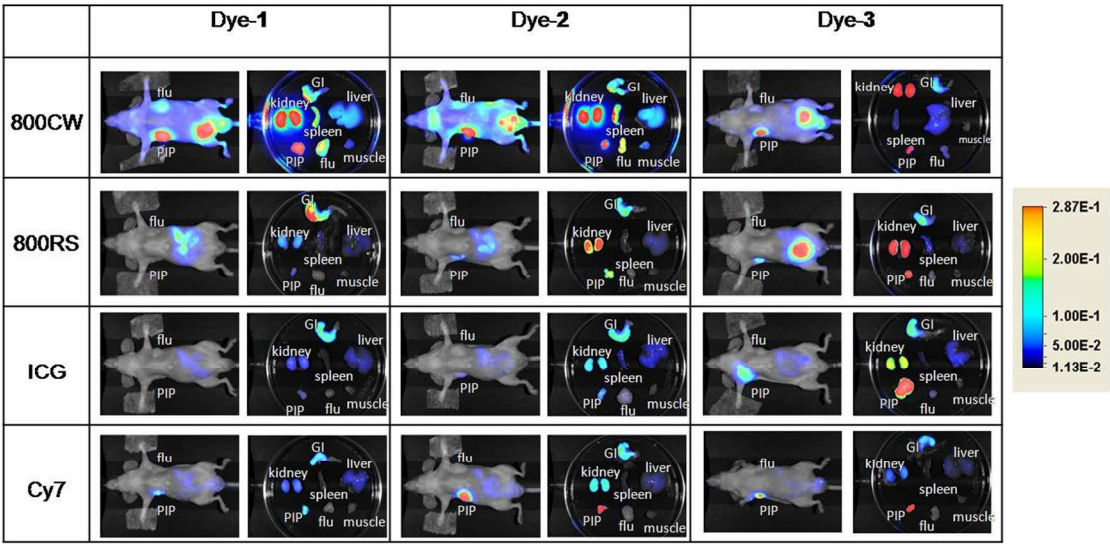 Dye-1 Dye-2 Dye-3
800CW
flu
PIP
GI
kidney
liver
spleen
PIP
flu
muscle
flu
PIP
GI
kidney
liver
spleen
PIP
flu
muscle
flu
PIP
kidney
GI
liver
spleen
muscle
PIP
flu
800RS
flu
PIP
GI
kidney
liver
spleen
PIP
flu
muscle
flu
PIP
GI
kidney
liver
spleen
PIP
flu
muscle
flu
PIP
GI
kidney
liver
spleen
PIP
flu
muscle
ICG
flu
PIP
GI
kidney
liver
spleen
PIP
flu
muscle
flu
PIP
GI
kidney
liver
spleen
PIP
flu
muscle
flu
PIP
GI
kidney
liver
spleen
PIP
flu
muscle
Cy7
flu
PIP
GI
kidney
liver
spleen
PIP
flu
muscle
flu
PIP
GI
kidney
liver
spleen
PIP
flu
muscle
flu
PIP
GI
kidney
liver
spleen
PIP
flu
muscle
2.87E-1
2.00E-1
1.00E-1
5.00E-2
1.13E-2